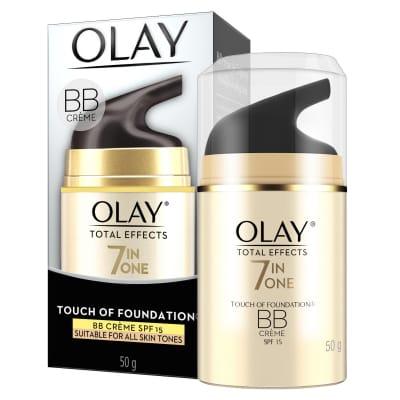 OLAY
BB
CRÈME
OLAY®
TOTAL EFFECTS
7 IN
ONE
TOUCH OF FOUNDATION
BB CRÈME SPF 15
SUITABLE FOR ALL SKIN TONES
50 g
OLAY®
TOTAL EFFECTS
7 IN
ONE
TOUCH OF FOUNDATION
BB
CRÈME
SPF 15
50 g